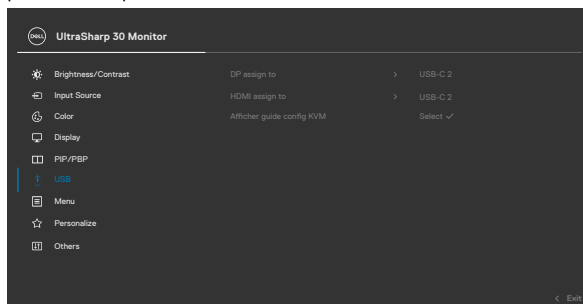 DELL UltraSharp 30 Monitor
Brightness/Contrast DP assign to > USB-C 2
Input Source HDMI assign to > USB-C 2
Color Afficher guide config KVM Select ✓
Display
PIP/PBP
USB
Menu
Personalize
Others
< Exit